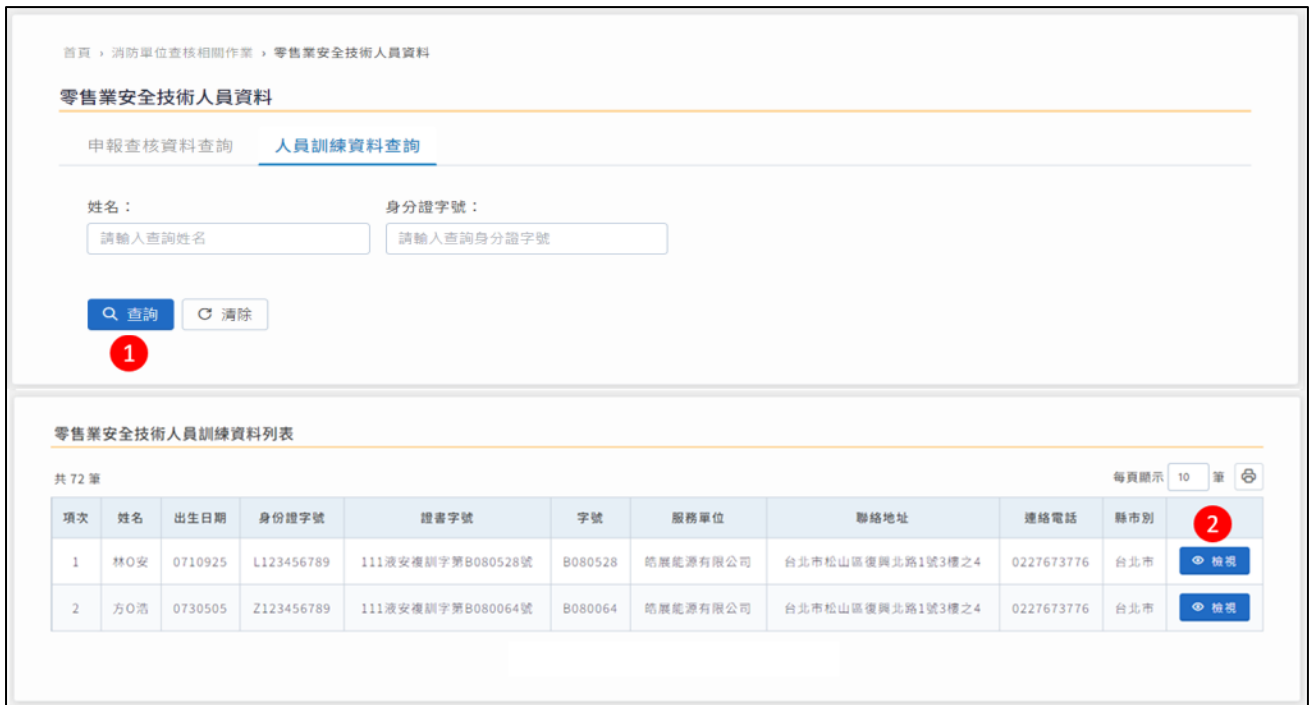 首頁 › 消防單位查核相關作業 › 零售業安全技術人員資料
零售業安全技術人員資料
申報查核資料查詢 人員訓練資料查詢
姓名： 身分證字號：
請輸入查詢姓名 請輸入查詢身分證字號
查詢 清除
1
零售業安全技術人員訓練資料列表
共 72 筆 每頁顯示 10 筆
項次 姓名 出生日期 身份證字號 證書字號 字號 服務單位 聯絡地址 連絡電話 縣市別 2
1 林O安 0710925 L123456789 111液安複訓字第B080528號 B080528 皓展能源有限公司 台北市松山區復興北路1號3樓之4 0227673776 台北市 檢視
2 方O浩 0730505 Z123456789 111液安複訓字第B080064號 B080064 皓展能源有限公司 台北市松山區復興北路1號3樓之4 0227673776 台北市 檢視